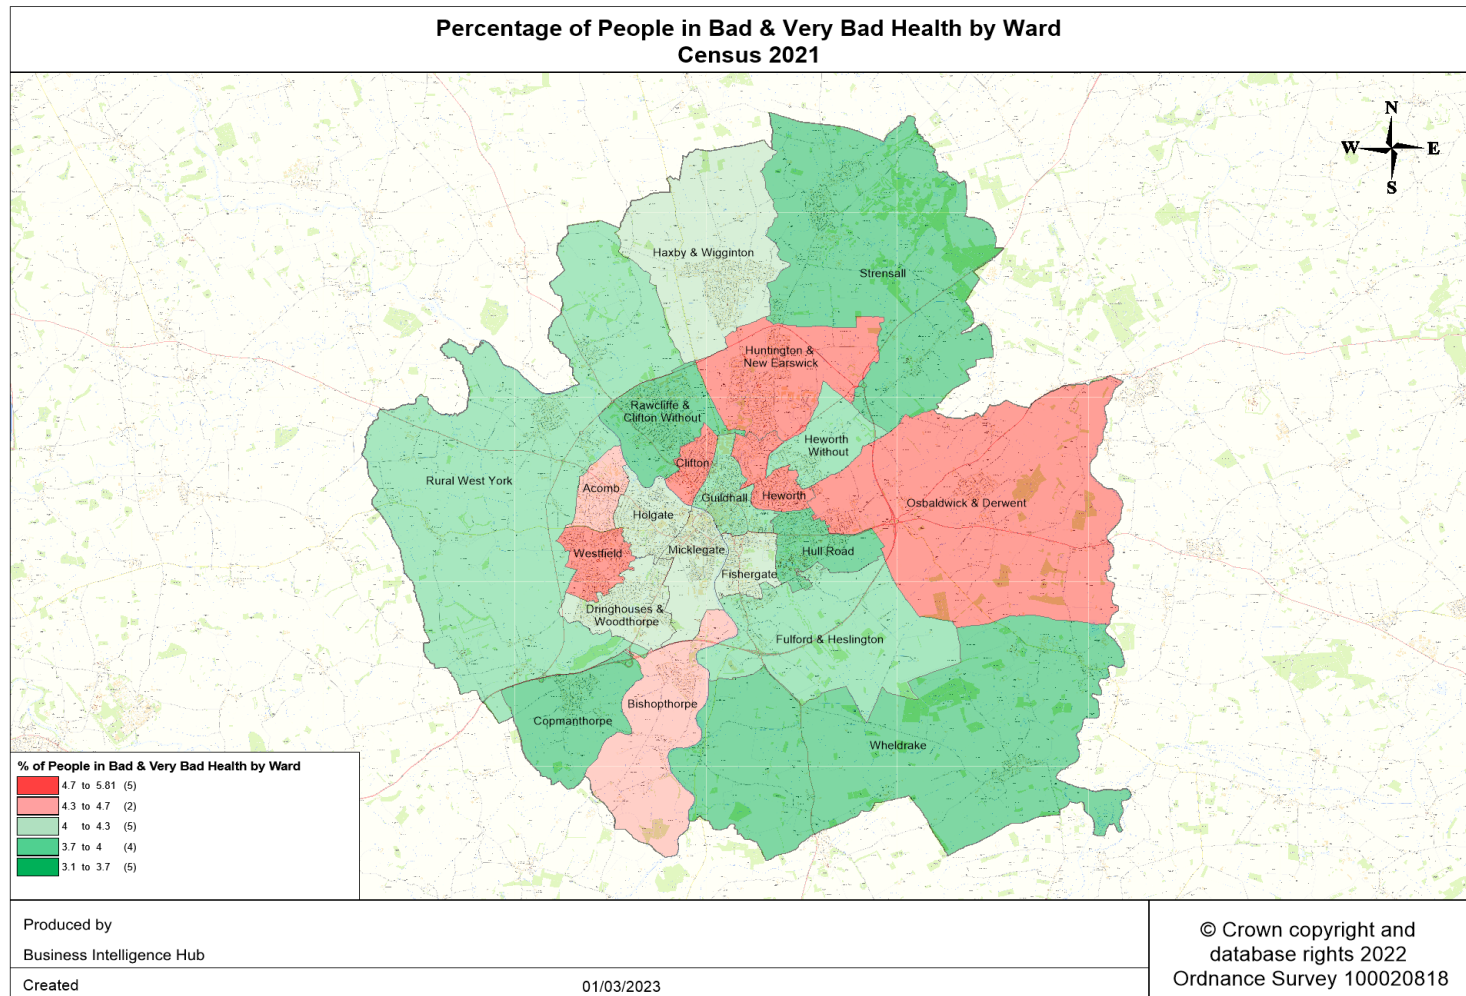 Percentage of People in Bad & Very Bad Health by Ward
Census 2021
N
W
E
S
Haxby & Wigginton
Strensall
Huntington &
New Earswick
Rawcliffe &
Clifton Without
Heworth
Without
Clifton
Rural West York
Acomb
Guildhall
Heworth
Osbaldwick & Derwent
Holgate
Westfield
Micklegate
Hull Road
Fishergate
Dringhouses &
Woodthorpe
Fulford & Heslington
Bishopthorpe
Copmanthorpe
Wheldrake
% of People in Bad & Very Bad Health by Ward
4.7 to 5.81 (5)
4.3 to 4.7 (2)
4 to 4.3 (5)
3.7 to 4 (4)
3.1 to 3.7 (5)
Produced by
Business Intelligence Hub
Created 01/03/2023
© Crown copyright and
database rights 2022
Ordnance Survey 100020818